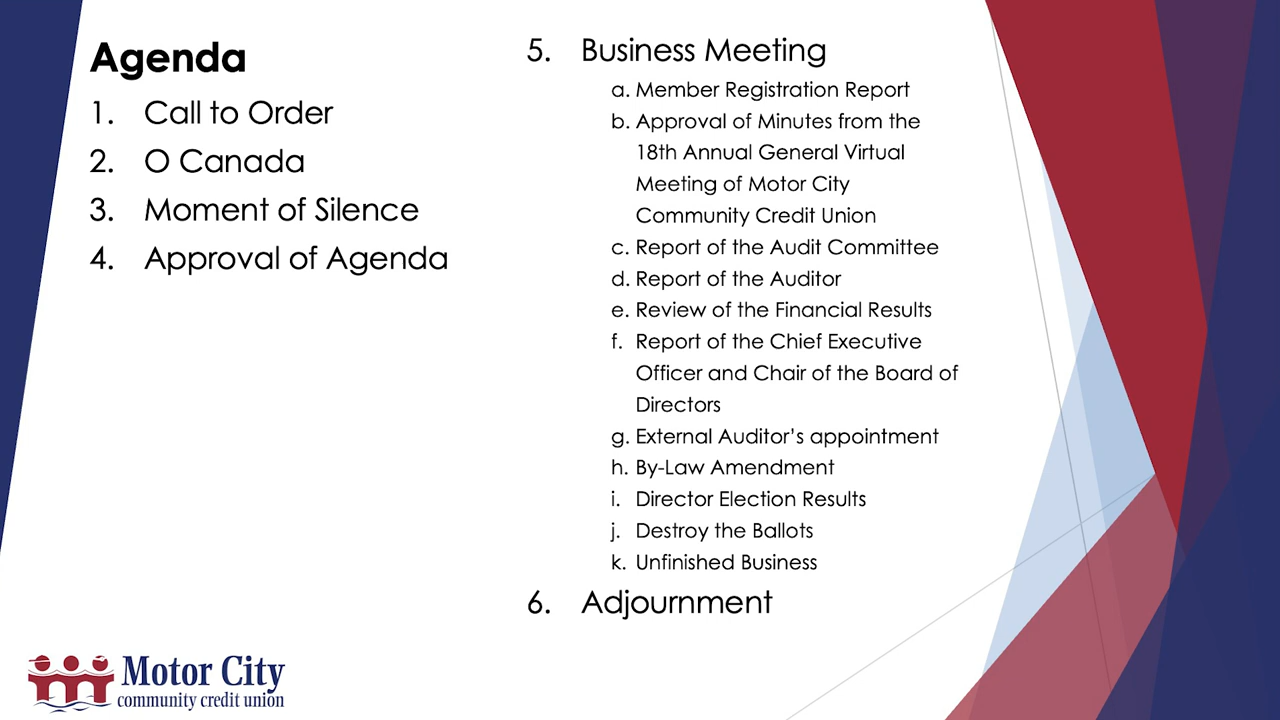 Agenda
1. Call to Order
2. O Canada
3. Moment of Silence
4. Approval of Agenda
5. Business Meeting
a. Member Registration Report
b. Approval of Minutes from the
18th Annual General Virtual
Meeting of Motor City
Community Credit Union
c. Report of the Audit Committee
d. Report of the Auditor
e. Review of the Financial Results
f. Report of the Chief Executive
Officer and Chair of the Board of
Directors
g. External Auditor’s appointment
h. By-Law Amendment
i. Director Election Results
j. Destroy the Ballots
k. Unfinished Business
6. Adjournment
Motor City
community credit union